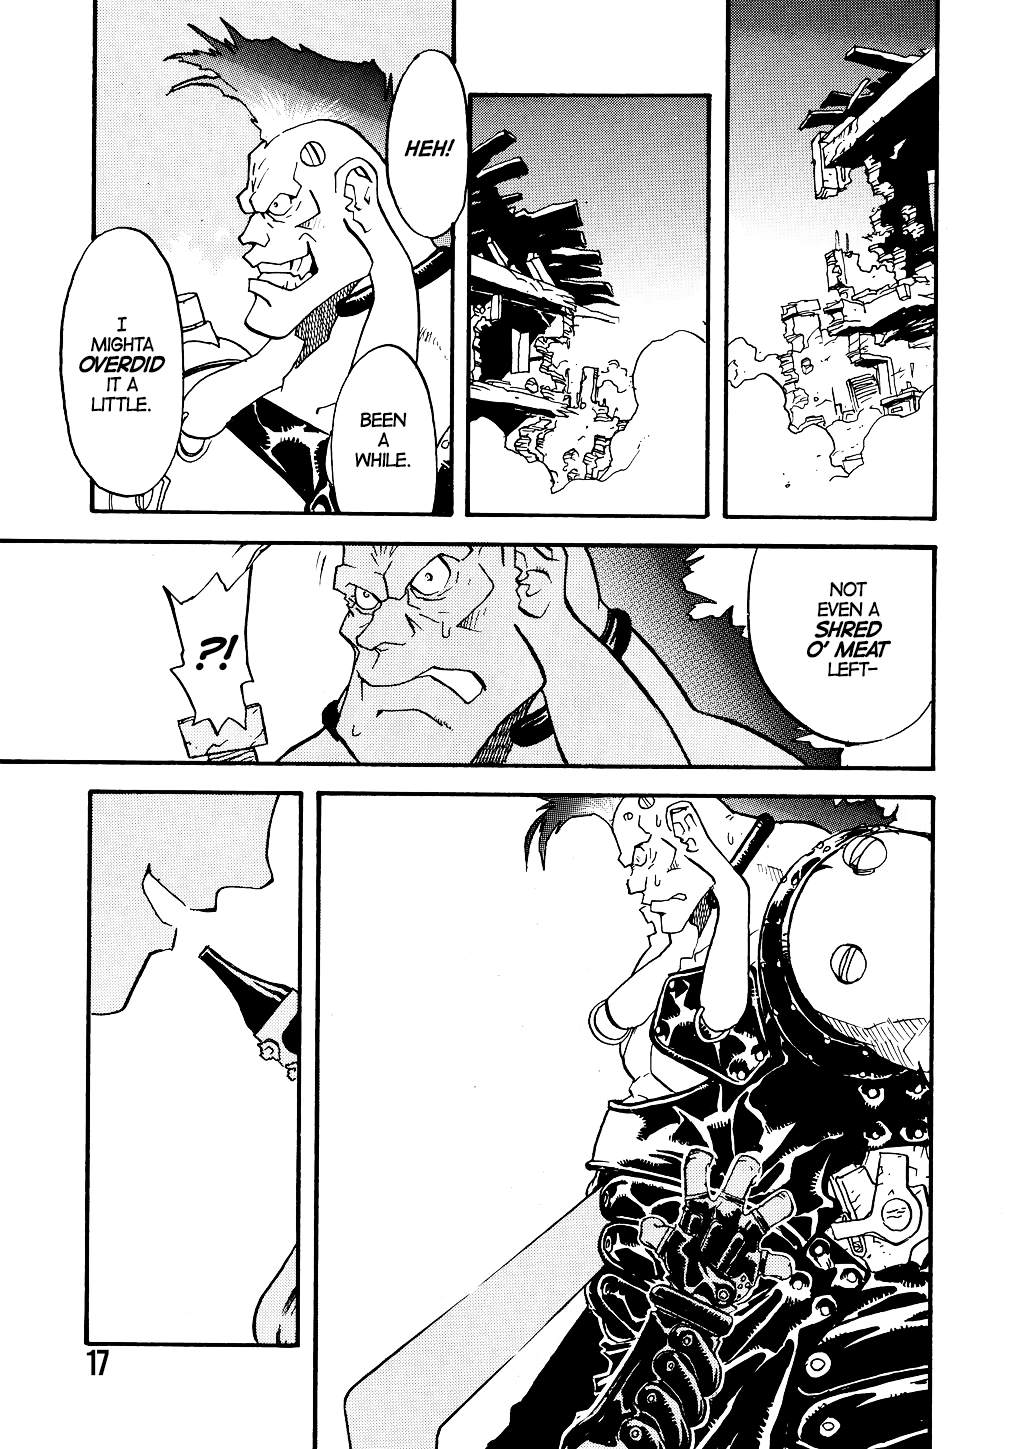 HEH!
BEEN
A
WHILE.
I
MIGHTA
OVERDID
IT A
LITTLE.
NOT
EVEN A
SHRED
O' MEAT
LEFT–
?!
17